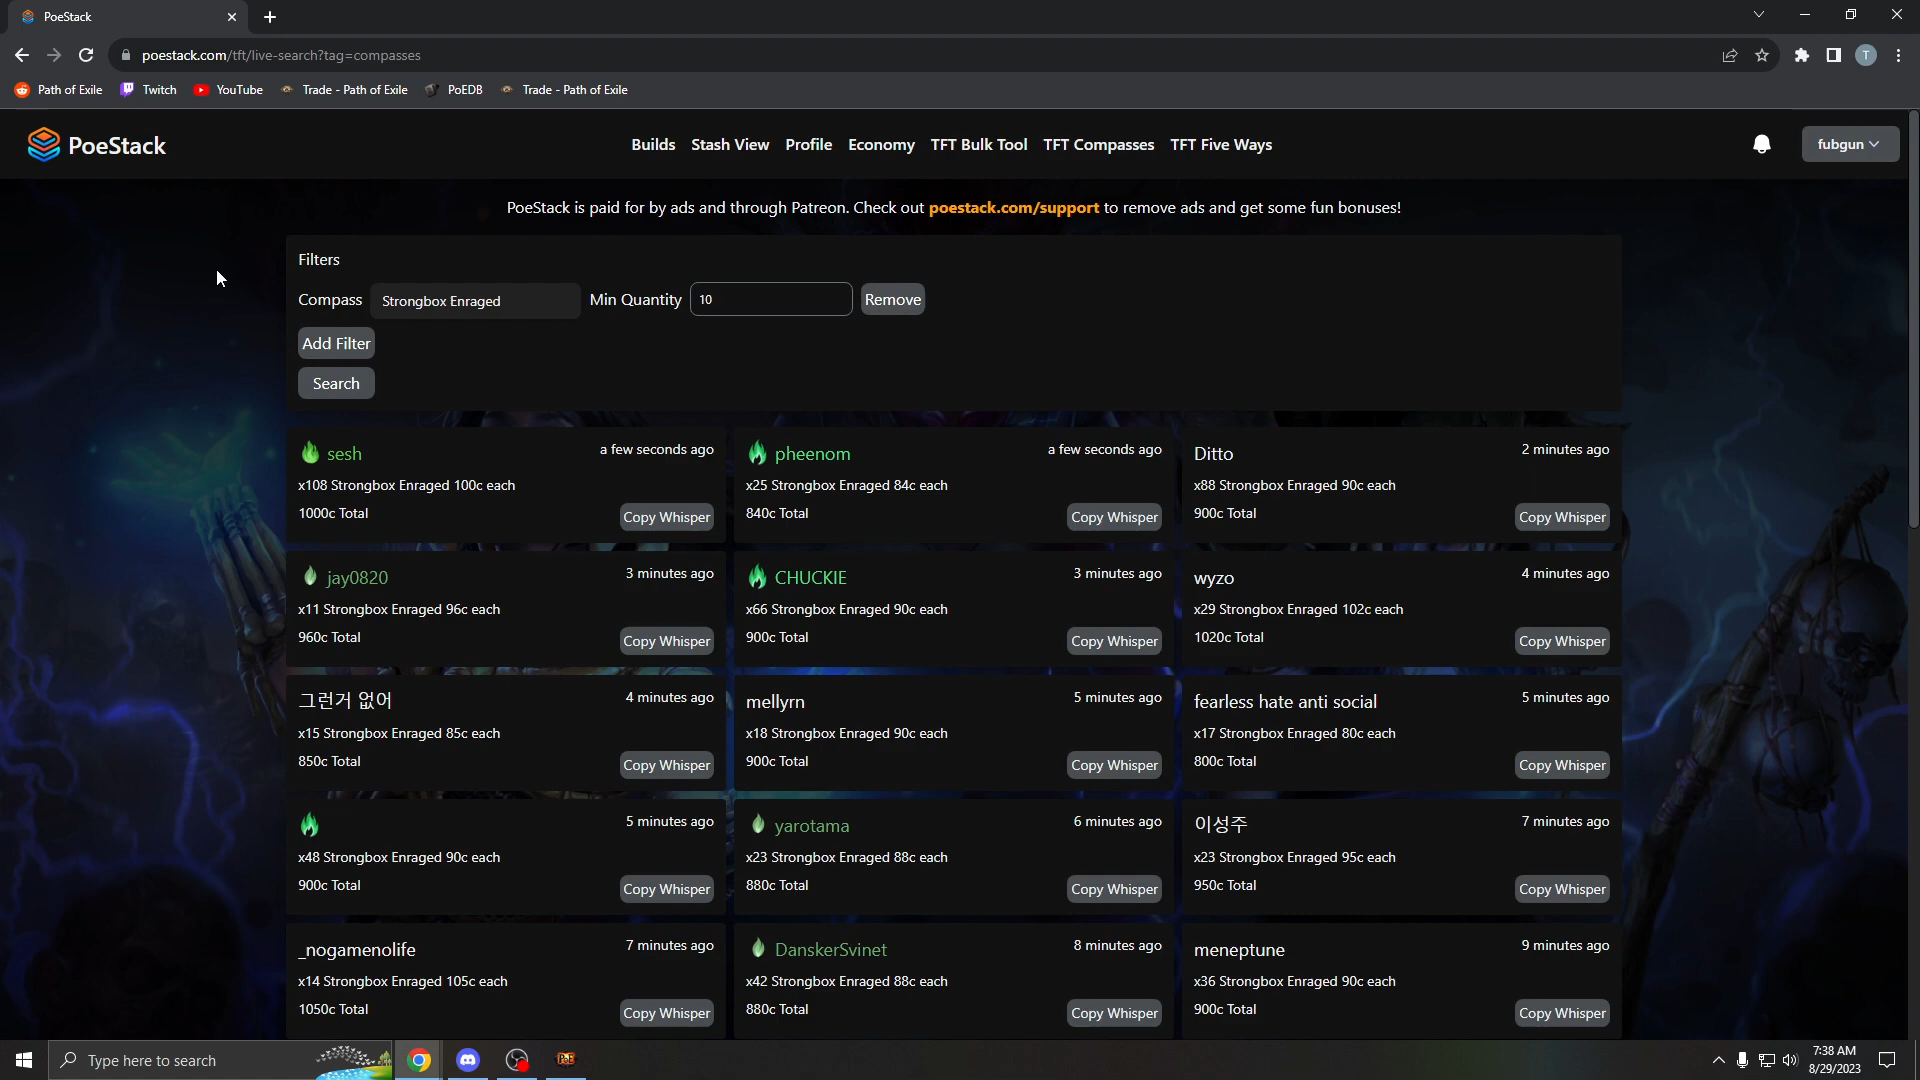 PoeStack
poestack.com/tft/live-search?tag=compasses
T
Path of Exile Twitch YouTube Trade - Path of Exile PoEDB Trade - Path of Exile
PoeStack
Builds Stash View Profile Economy TFT Bulk Tool TFT Compasses TFT Five Ways
fubgun
PoeStack is paid for by ads and through Patreon. Check out poestack.com/support to remove ads and get some fun bonuses!
Filters
Compass Strongbox Enraged Min Quantity 10 Remove
Add Filter
Search
sesh a few seconds ago
x108 Strongbox Enraged 100c each
1000c Total
Copy Whisper
pheenom a few seconds ago
x25 Strongbox Enraged 84c each
840c Total
Copy Whisper
Ditto 2 minutes ago
x88 Strongbox Enraged 90c each
900c Total
Copy Whisper
jay0820 3 minutes ago
x11 Strongbox Enraged 96c each
960c Total
Copy Whisper
CHUCKIE 3 minutes ago
x66 Strongbox Enraged 90c each
900c Total
Copy Whisper
wyzo 4 minutes ago
x29 Strongbox Enraged 102c each
1020c Total
Copy Whisper
그런거 없어 4 minutes ago
x15 Strongbox Enraged 85c each
850c Total
Copy Whisper
mellyrn 5 minutes ago
x18 Strongbox Enraged 90c each
900c Total
Copy Whisper
fearless hate anti social 5 minutes ago
x17 Strongbox Enraged 80c each
800c Total
Copy Whisper
5 minutes ago
x48 Strongbox Enraged 90c each
900c Total
Copy Whisper
yarotama 6 minutes ago
x23 Strongbox Enraged 88c each
880c Total
Copy Whisper
이성주 7 minutes ago
x23 Strongbox Enraged 95c each
950c Total
Copy Whisper
_nogamenolife 7 minutes ago
x14 Strongbox Enraged 105c each
1050c Total
Copy Whisper
DanskerSvinet 8 minutes ago
x42 Strongbox Enraged 88c each
880c Total
Copy Whisper
meneptune 9 minutes ago
x36 Strongbox Enraged 90c each
900c Total
Copy Whisper
Type here to search
PoE
7:38 AM
8/29/2023